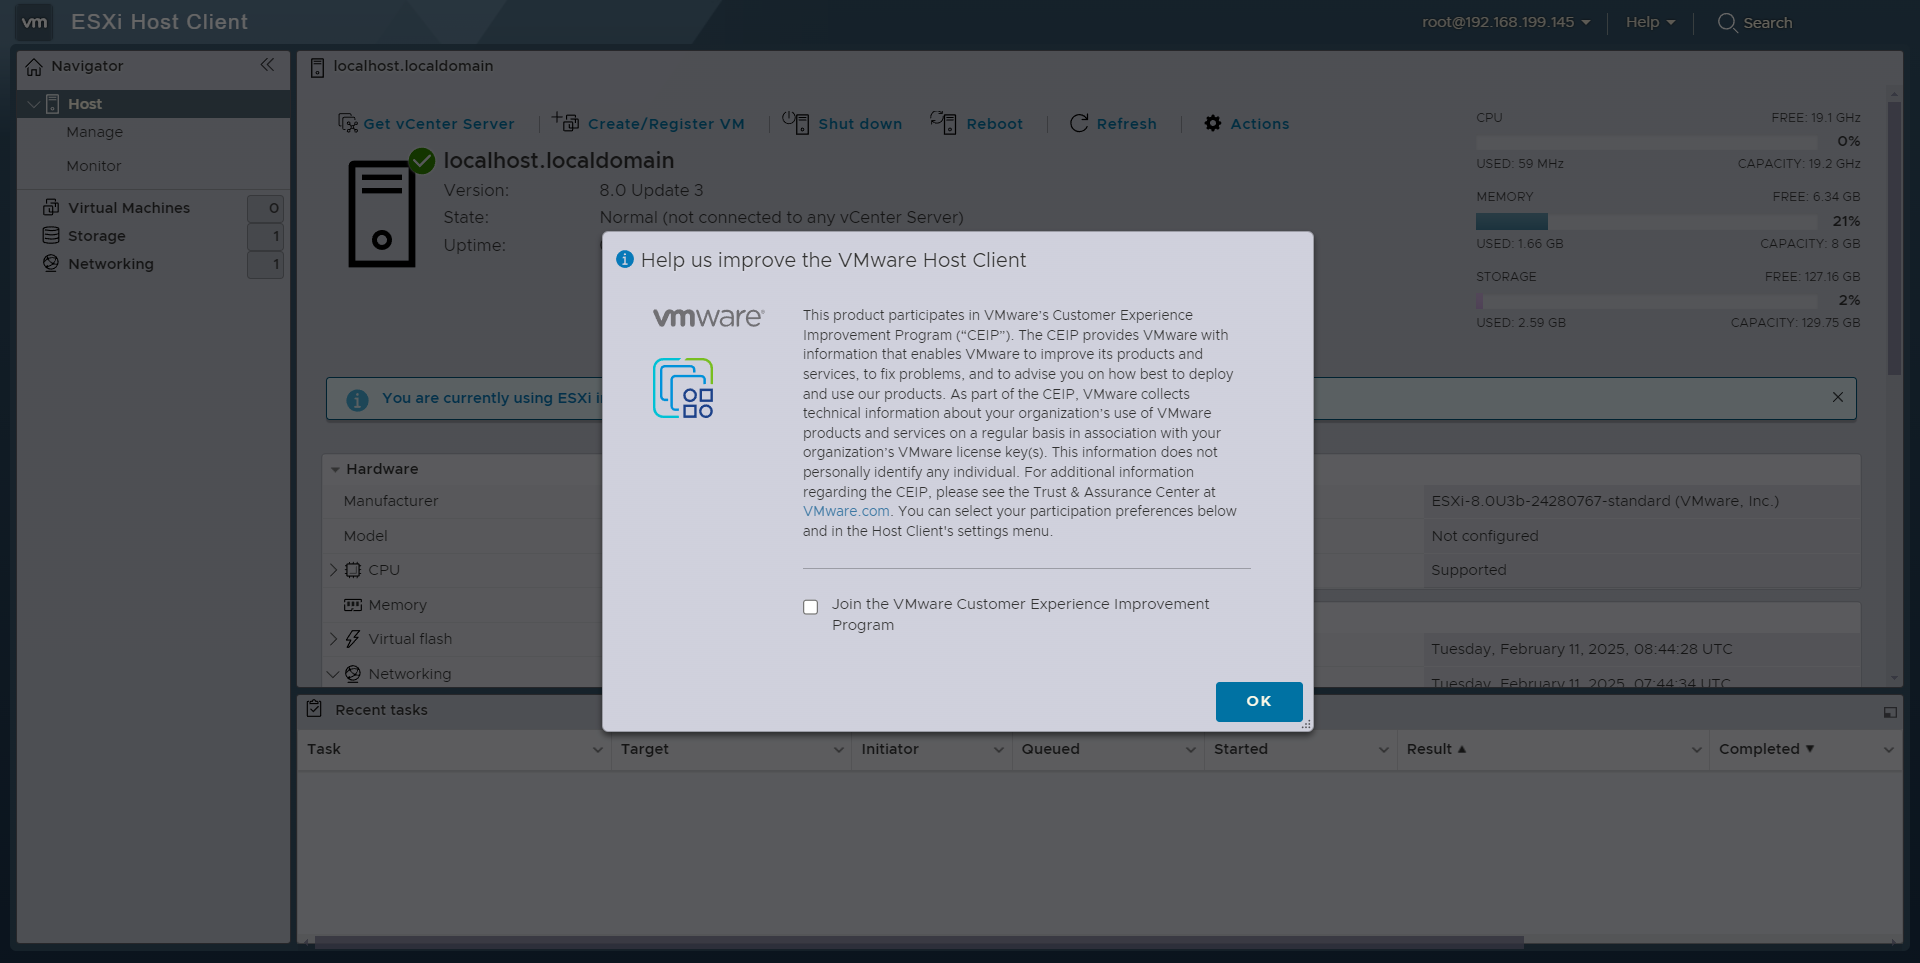 vm ESXi Host Client
root@192.168.199.145 Help Search
Navigator
Host
Manage
Monitor
Virtual Machines 0
Storage 1
Networking 1
localhost.localdomain
Get vCenter Server Create/Register VM Shut down Reboot Refresh Actions
localhost.localdomain
Version: 8.0 Update 3
State: Normal (not connected to any vCenter Server)
Uptime:
CPU FREE: 19.1 GHz
0%
USED: 59 MHz CAPACITY: 19.2 GHz
MEMORY FREE: 6.34 GB
21%
USED: 1.66 GB CAPACITY: 8 GB
STORAGE FREE: 127.16 GB
2%
USED: 2.59 GB CAPACITY: 129.75 GB
You are currently using ESXi
Help us improve the VMware Host Client
vmware
This product participates in VMware’s Customer Experience
Improvement Program (“CEIP”). The CEIP provides VMware with
information that enables VMware to improve its products and
services, to fix problems, and to advise you on how best to deploy
and use our products. As part of the CEIP, VMware collects
technical information about your organization’s use of VMware
products and services on a regular basis in association with your
organization’s VMware license key(s). This information does not
personally identify any individual. For additional information
regarding the CEIP, please see the Trust & Assurance Center at
VMware.com. You can select your participation preferences below
and in the Host Client's settings menu.
Join the VMware Customer Experience Improvement
Program
OK
Hardware
Manufacturer
Model
CPU
Memory
Virtual flash
Networking
ESXi-8.0U3b-24280767-standard (VMware, Inc.)
Not configured
Supported
Tuesday, February 11, 2025, 08:44:28 UTC
Tuesday, February 11, 2025, 07:44:34 UTC
Recent tasks
Task Target Initiator Queued Started Result Completed